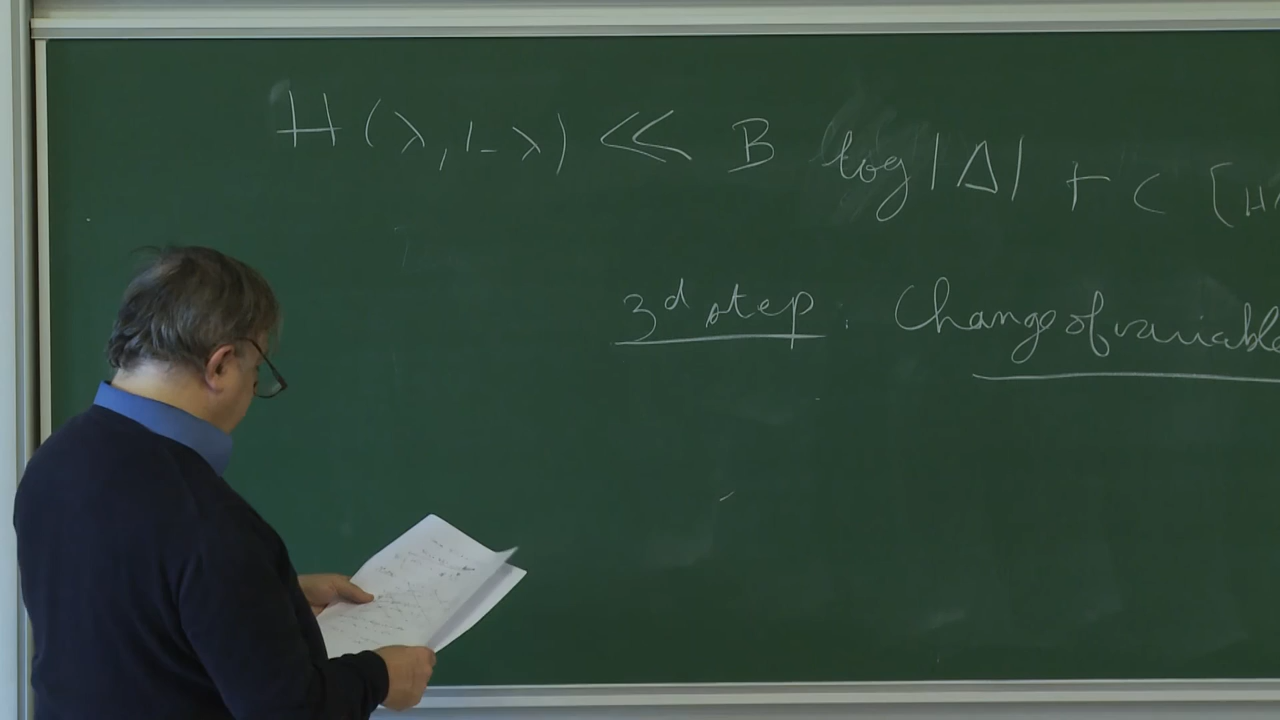 H(λ, 1-λ) << B log|Δ| + C [H
3d step : Change of variable